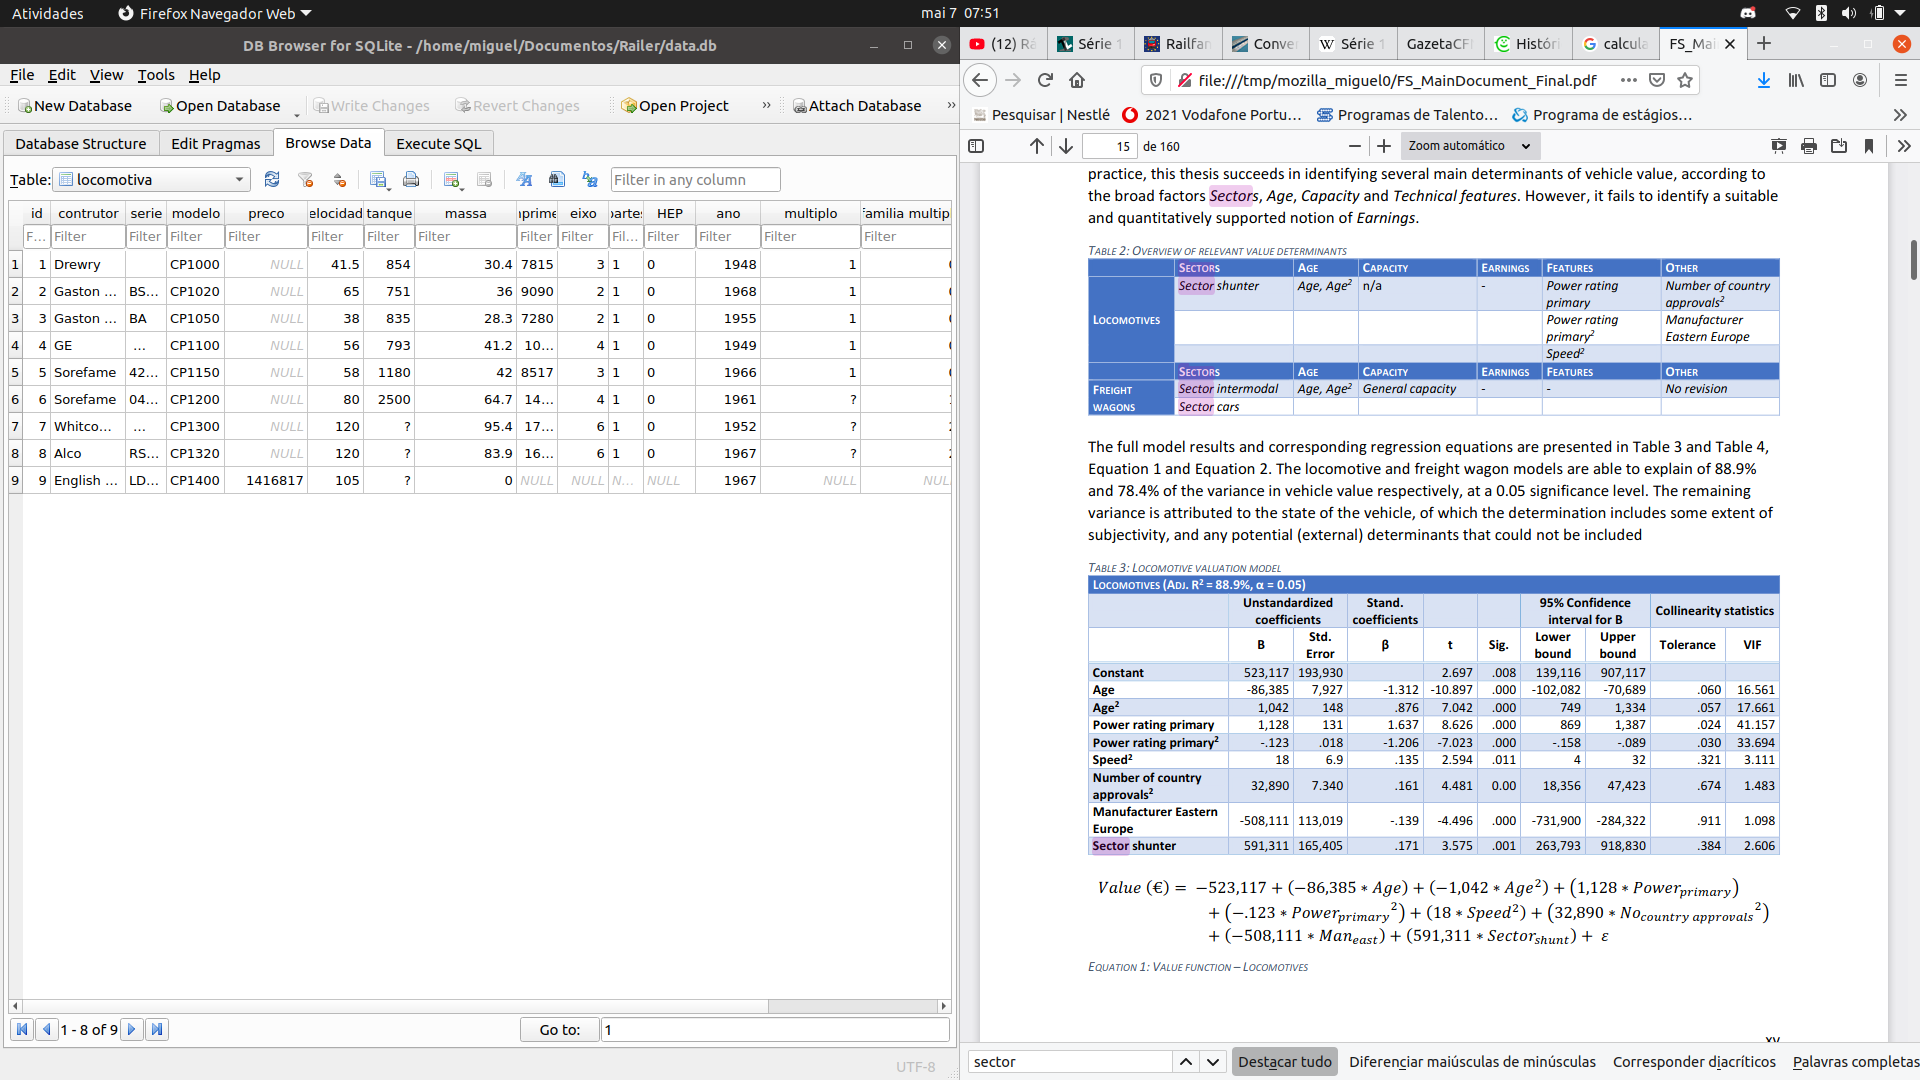 Atividades
Firefox Navegador Web
mai 7 07:51
DB Browser for SQLite - /home/miguel/Documentos/Railer/data.db
File Edit View Tools Help
New Database Open Database Write Changes Revert Changes Open Project » Attach Database »
Database Structure Edit Pragmas Browse Data Execute SQL
Table: locomotiva Filter in any column
id contrutor serie modelo preco elocidad tanque massa nprime eixo partes HEP ano multiplo familia multipl
F... Filter Filter Filter Filter Filter Filter Filter Filter Filter Fil... Filter Filter Filter Filter
1 1 Drewry CP1000 NULL 41.5 854 30.4 7815 3 1 0 1948 1
2 2 Gaston ... BS... CP1020 NULL 65 751 36 9090 2 1 0 1968 1
3 3 Gaston ... BA CP1050 NULL 38 835 28.3 7280 2 1 0 1955 1
4 4 GE ... CP1100 NULL 56 793 41.2 10... 4 1 0 1949 1
5 5 Sorefame 42... CP1150 NULL 58 1180 42 8517 3 1 0 1966 1
6 6 Sorefame 04... CP1200 NULL 80 2500 64.7 14... 4 1 0 1961 ?
7 7 Whitco... ... CP1300 NULL 120 ? 95.4 17... 6 1 0 1952 ?
8 8 Alco RS... CP1320 NULL 120 ? 83.9 16... 6 1 0 1967 ?
9 9 English ... LD... CP1400 1416817 105 ? 0 NULL NULL N... NULL 1967 NULL NUL
1 - 8 of 9 Go to: 1
UTF-8
(12) Rá Série 1 Railfan Conver Série 1 GazetaCF Históri calcula FS_Mai
file:///tmp/mozilla_miguel0/FS_MainDocument_Final.pdf
Pesquisar | Nestlé 2021 Vodafone Portu... Programas de Talento... Programa de estágios...
15 de 160 Zoom automático
practice, this thesis succeeds in identifying several main determinants of vehicle value, according to
the broad factors Sectors, Age, Capacity and Technical features. However, it fails to identify a suitable
and quantitatively supported notion of Earnings.
TABLE 2: OVERVIEW OF RELEVANT VALUE DETERMINANTS
SECTORS AGE CAPACITY EARNINGS FEATURES OTHER
LOCOMOTIVES
Sector shunter Age, Age² n/a - Power rating primary Number of country approvals²
Power rating primary² Manufacturer Eastern Europe
Speed²
SECTORS AGE CAPACITY EARNINGS FEATURES OTHER
FREIGHT WAGONS
Sector intermodal Age, Age² General capacity - - No revision
Sector cars
The full model results and corresponding regression equations are presented in Table 3 and Table 4,
Equation 1 and Equation 2. The locomotive and freight wagon models are able to explain of 88.9%
and 78.4% of the variance in vehicle value respectively, at a 0.05 significance level. The remaining
variance is attributed to the state of the vehicle, of which the determination includes some extent of
subjectivity, and any potential (external) determinants that could not be included
TABLE 3: LOCOMOTIVE VALUATION MODEL
LOCOMOTIVES (ADJ. R² = 88.9%, α = 0.05)
Unstandardized coefficients Stand. coefficients 95% Confidence interval for B Collinearity statistics
B Std. Error β t Sig. Lower bound Upper bound Tolerance VIF
Constant 523,117 193,930 2.697 .008 139,116 907,117
Age -86,385 7,927 -1.312 -10.897 .000 -102,082 -70,689 .060 16.561
Age² 1,042 148 .876 7.042 .000 749 1,334 .057 17.661
Power rating primary 1,128 131 1.637 8.626 .000 869 1,387 .024 41.157
Power rating primary² -.123 .018 -1.206 -7.023 .000 -.158 -.089 .030 33.694
Speed² 18 6.9 .135 2.594 .011 4 32 .321 3.111
Number of country approvals² 32,890 7.340 .161 4.481 0.00 18,356 47,423 .674 1.483
Manufacturer Eastern Europe -508,111 113,019 -.139 -4.496 .000 -731,900 -284,322 .911 1.098
Sector shunter 591,311 165,405 .171 3.575 .001 263,793 918,830 .384 2.606
Value (€) = −523,117 + (−86,385 ∗ Age) + (−1,042 ∗ Age²) + (1,128 ∗ Power primary)
+ (−.123 ∗ Power primary²) + (18 ∗ Speed²) + (32,890 ∗ No country approvals²)
+ (−508,111 ∗ Man east) + (591,311 ∗ Sector shunt) + ε
EQUATION 1: VALUE FUNCTION – LOCOMOTIVES
xv
sector Destacar tudo Diferenciar maiúsculas de minúsculas Corresponder diacríticos Palavras completas